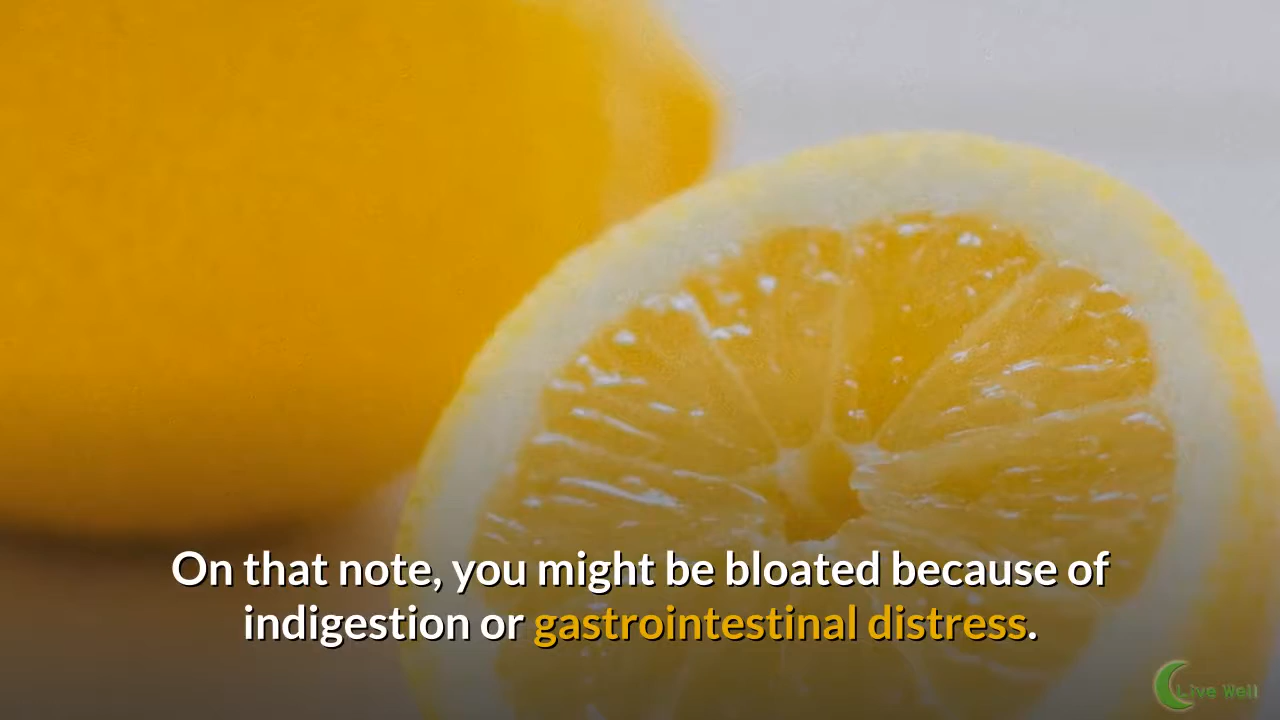 On that note, you might be bloated because of
indigestion or gastrointestinal distress.
Live Well